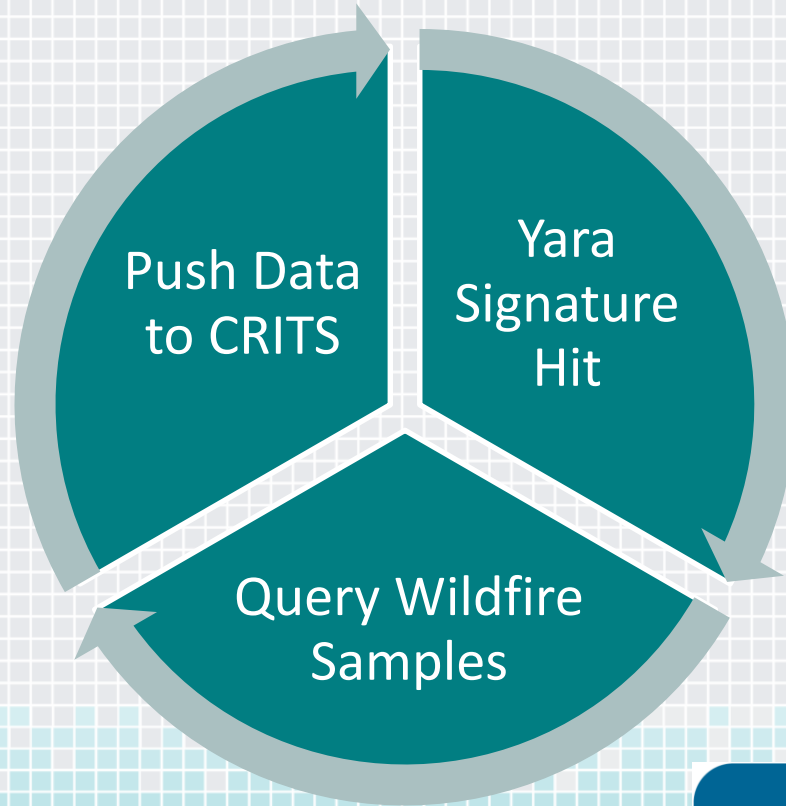 Push Data
to CRITS
Yara
Signature
Hit
Query Wildfire
Samples